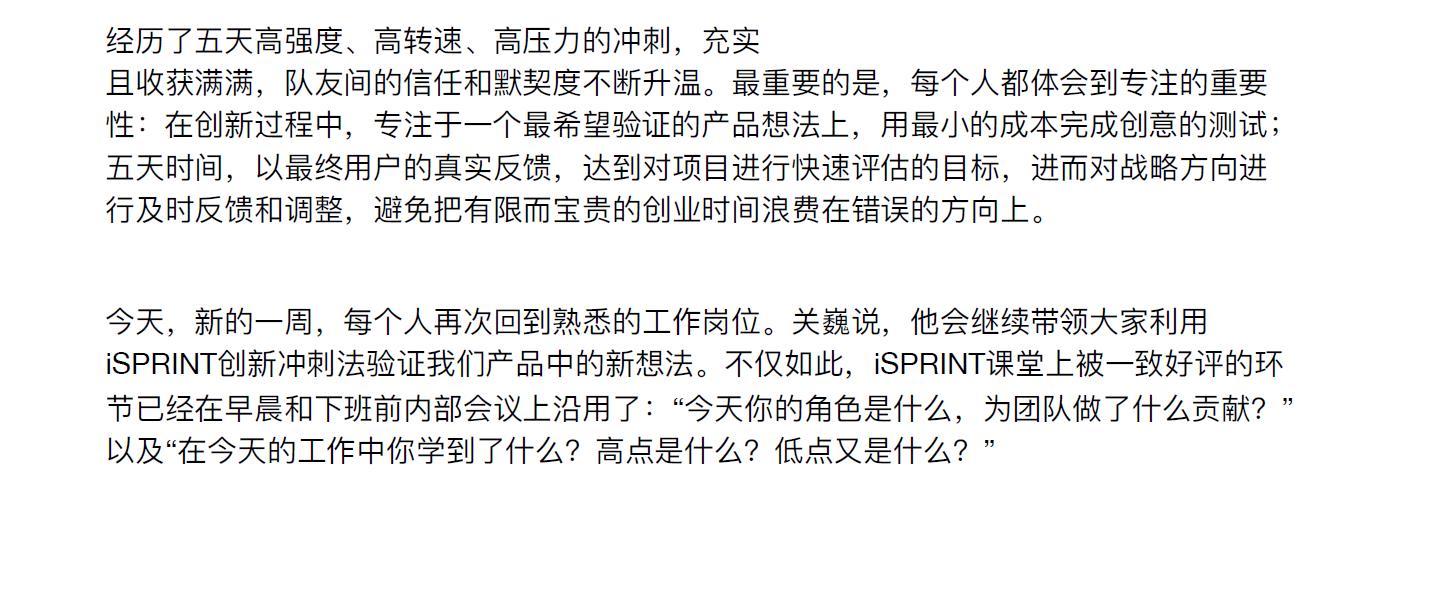 经历了五天高强度、高转速、高压力的冲刺，充实
且收获满满，队友间的信任和默契度不断升温。最重要的是，每个人都体会到专注的重要
性：在创新过程中，专注于一个最希望验证的产品想法上，用最小的成本完成创意的测试；
五天时间，以最终用户的真实反馈，达到对项目进行快速评估的目标，进而对战略方向进
行及时反馈和调整，避免把有限而宝贵的创业时间浪费在错误的方向上。
今天，新的一周，每个人再次回到熟悉的工作岗位。关巍说，他会继续带领大家利用
iSPRINT创新冲刺法验证我们产品中的新想法。不仅如此，iSPRINT课堂上被一致好评的环
节已经在早晨和下班前内部会议上沿用了：“今天你的角色是什么，为团队做了什么贡献？”
以及“在今天的工作中你学到了什么？高点是什么？低点又是什么？”